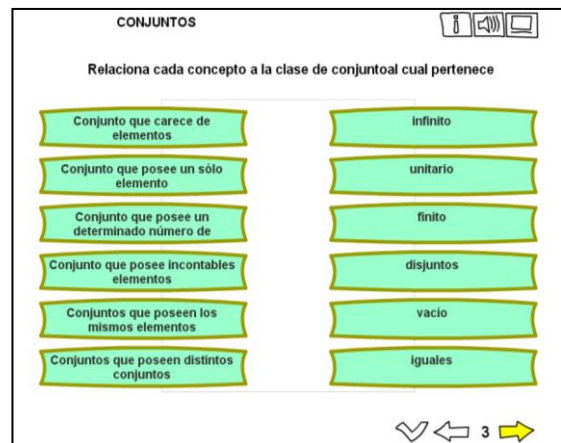 CONJUNTOS
i
Relaciona cada concepto a la clase de conjuntoal cual pertenece
Conjunto que carece de
elementos
infinito
Conjunto que posee un sólo
elemento
unitario
Conjunto que posee un
determinado número de
finito
Conjunto que posee incontables
elementos
disjuntos
Conjuntos que poseen los
mismos elementos
vacío
Conjuntos que poseen distintos
conjuntos
iguales
3